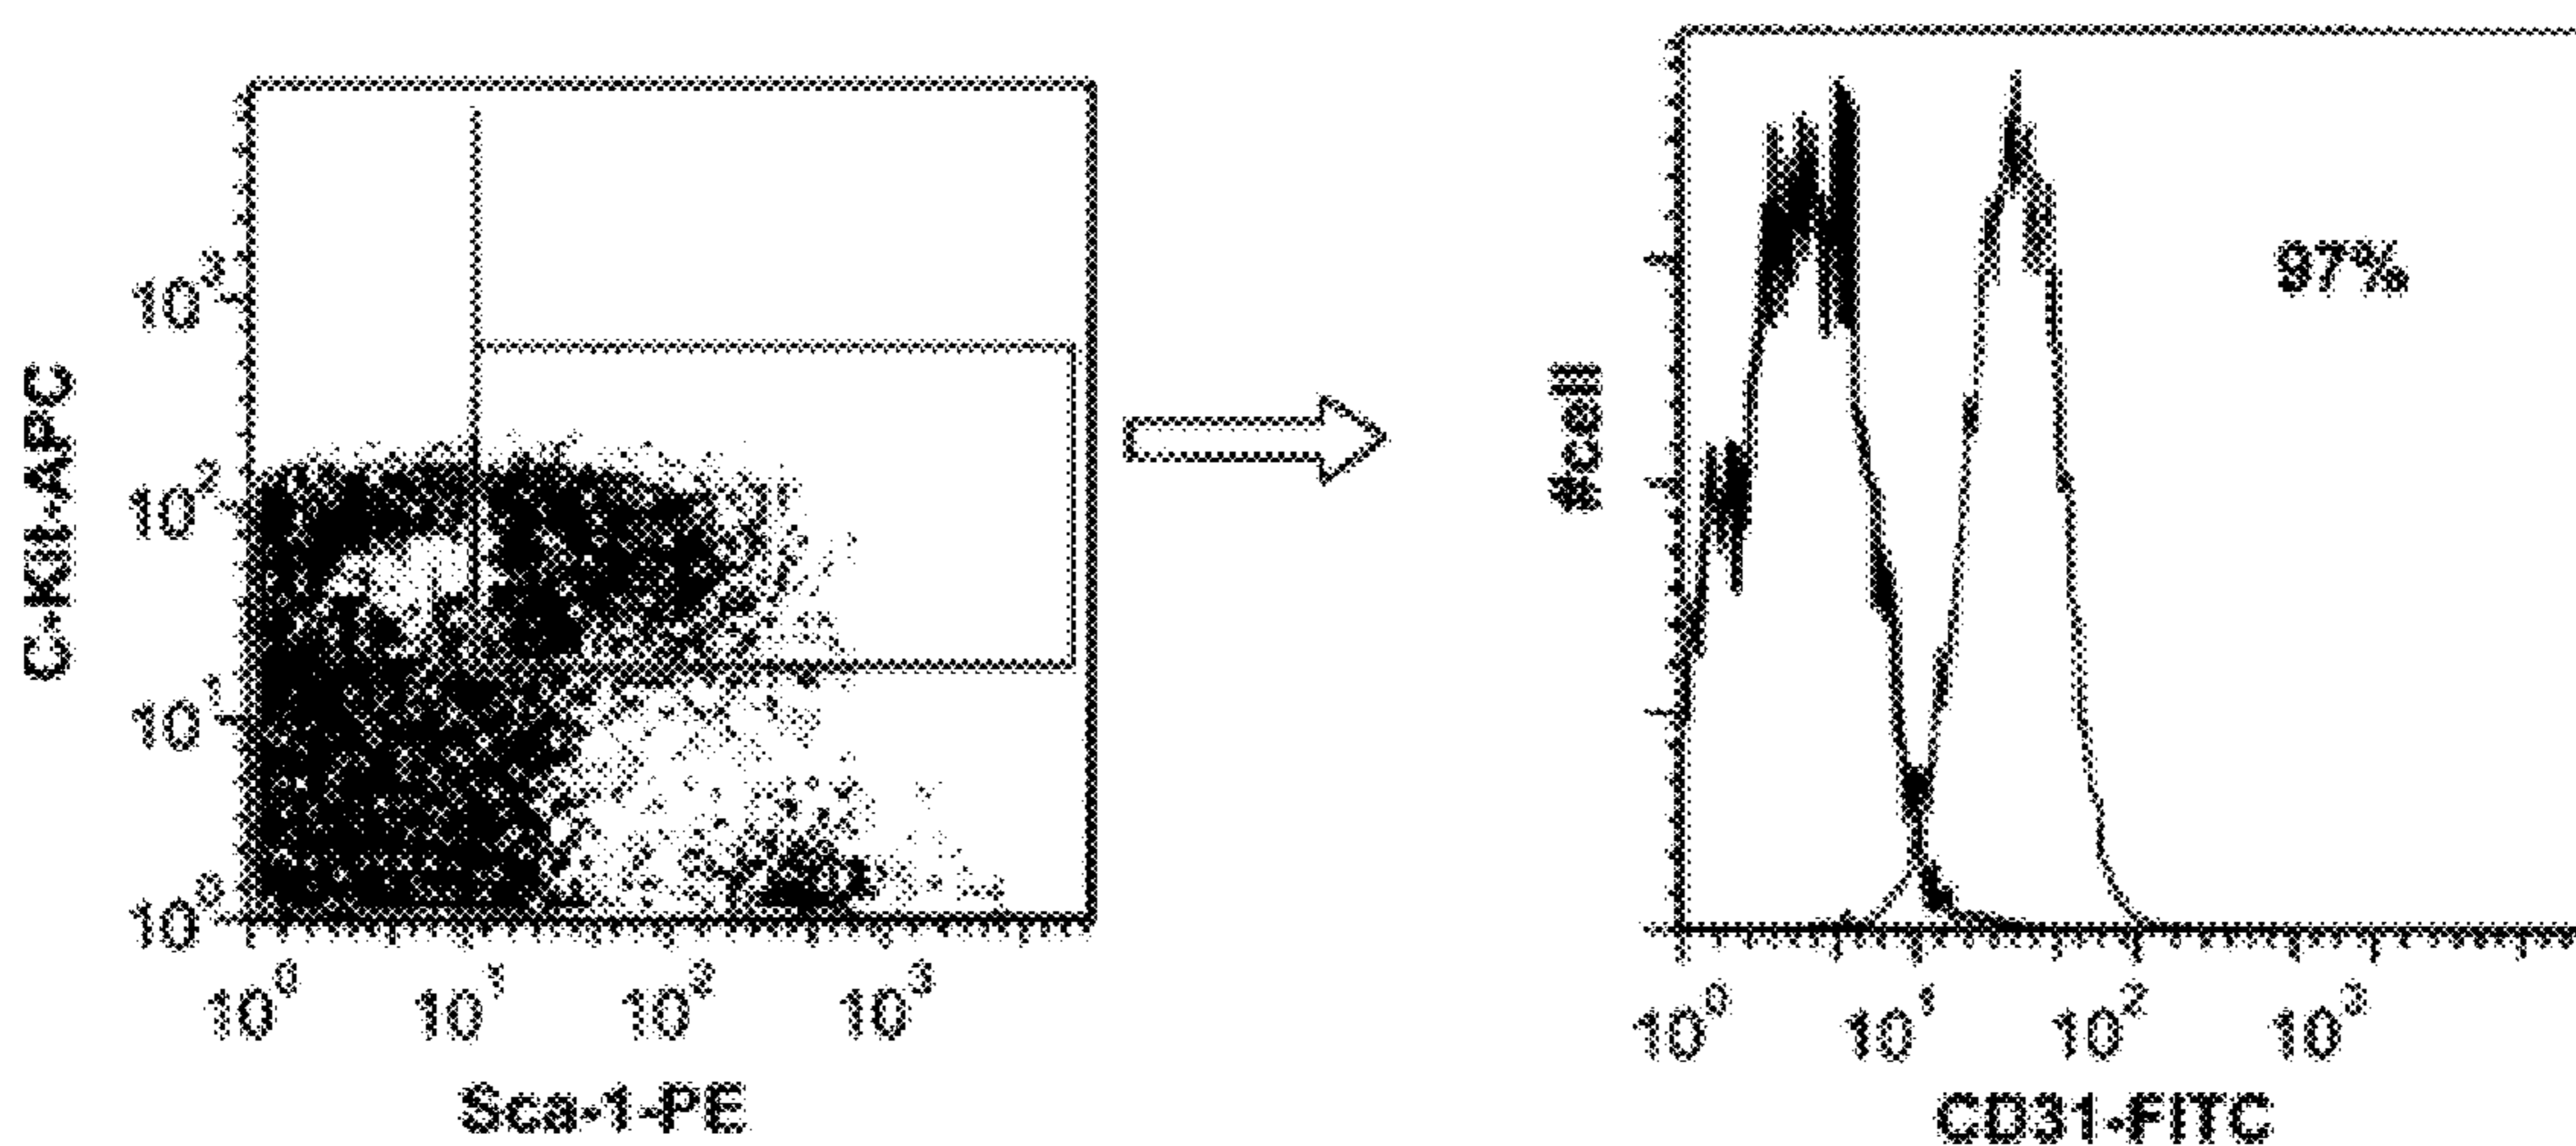 C-Kit-APC
10³
10²
10¹
10⁰
10⁰ 10¹ 10² 10³
Sca-1-PE
#cell
97%
10⁰ 10¹ 10² 10³
CD31-FITC